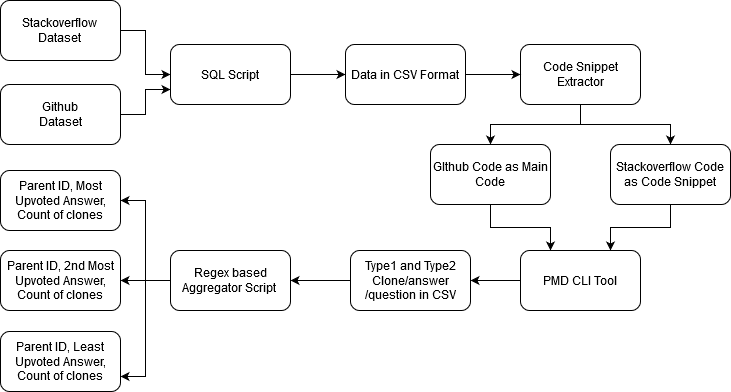 Stackoverflow
Dataset
SQL Script
Data in CSV Format
Code Snippet
Extractor
Github
Dataset
GIthub Code as Main
Code
Stackoverflow Code
as Code Snippet
Parent ID, Most
Upvoted Answer,
Count of clones
Parent ID, 2nd Most
Upvoted Answer,
Count of clones
Regex based
Aggregator Script
Type1 and Type2
Clone/answer
/question in CSV
PMD CLI Tool
Parent ID, Least
Upvoted Answer,
Count of clones